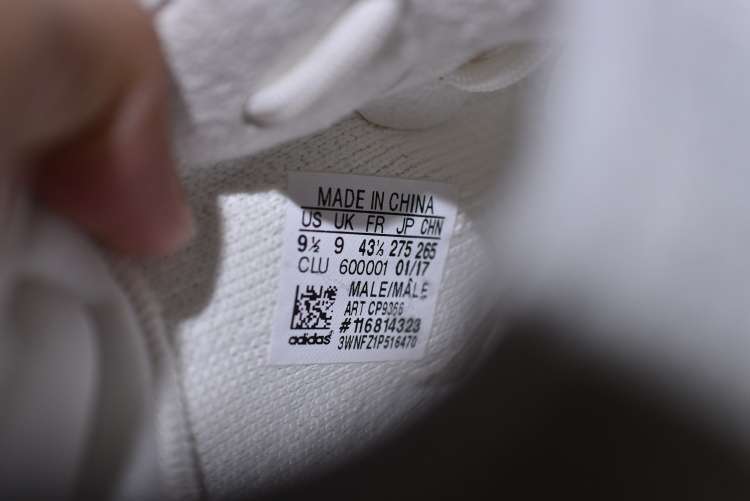 MADE IN CHINA
US UK FR JP CHN
9½ 9 43⅓ 275 265
CLU 600001 01/17
MALE/MÂLE
ART CP9366
#116814323
adidas 3WNFZ1P516470